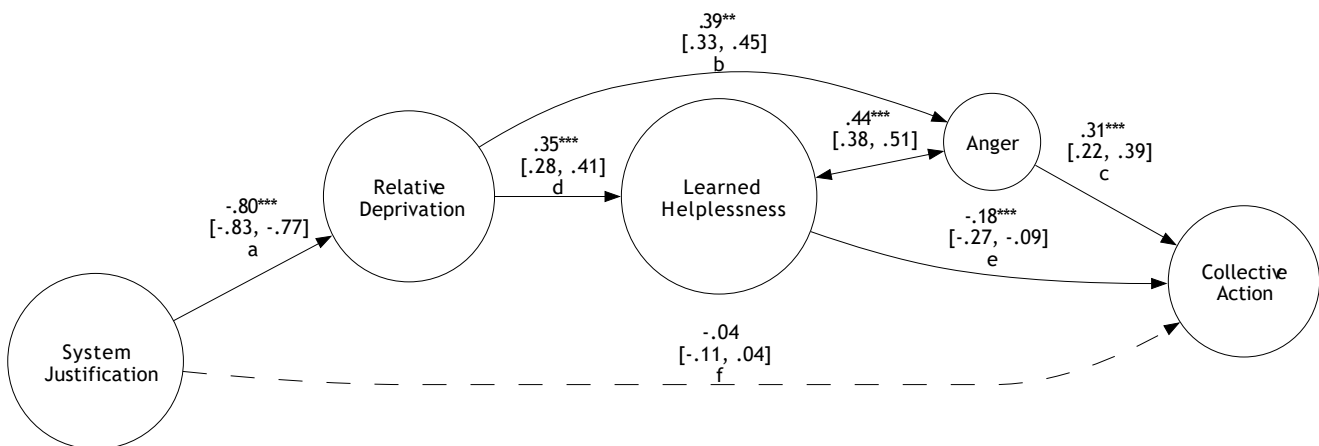 .39**
[.33, .45]
b
.44***
[.38, .51]
Anger
.31***
[.22, .39]
c
.35***
[.28, .41]
d
Relative
Deprivation
Learned
Helplessness
-.80***
[-.83, -.77]
a
-.18***
[-.27, -.09]
e
Collective
Action
System
Justification
-.04
[-.11, .04]
f